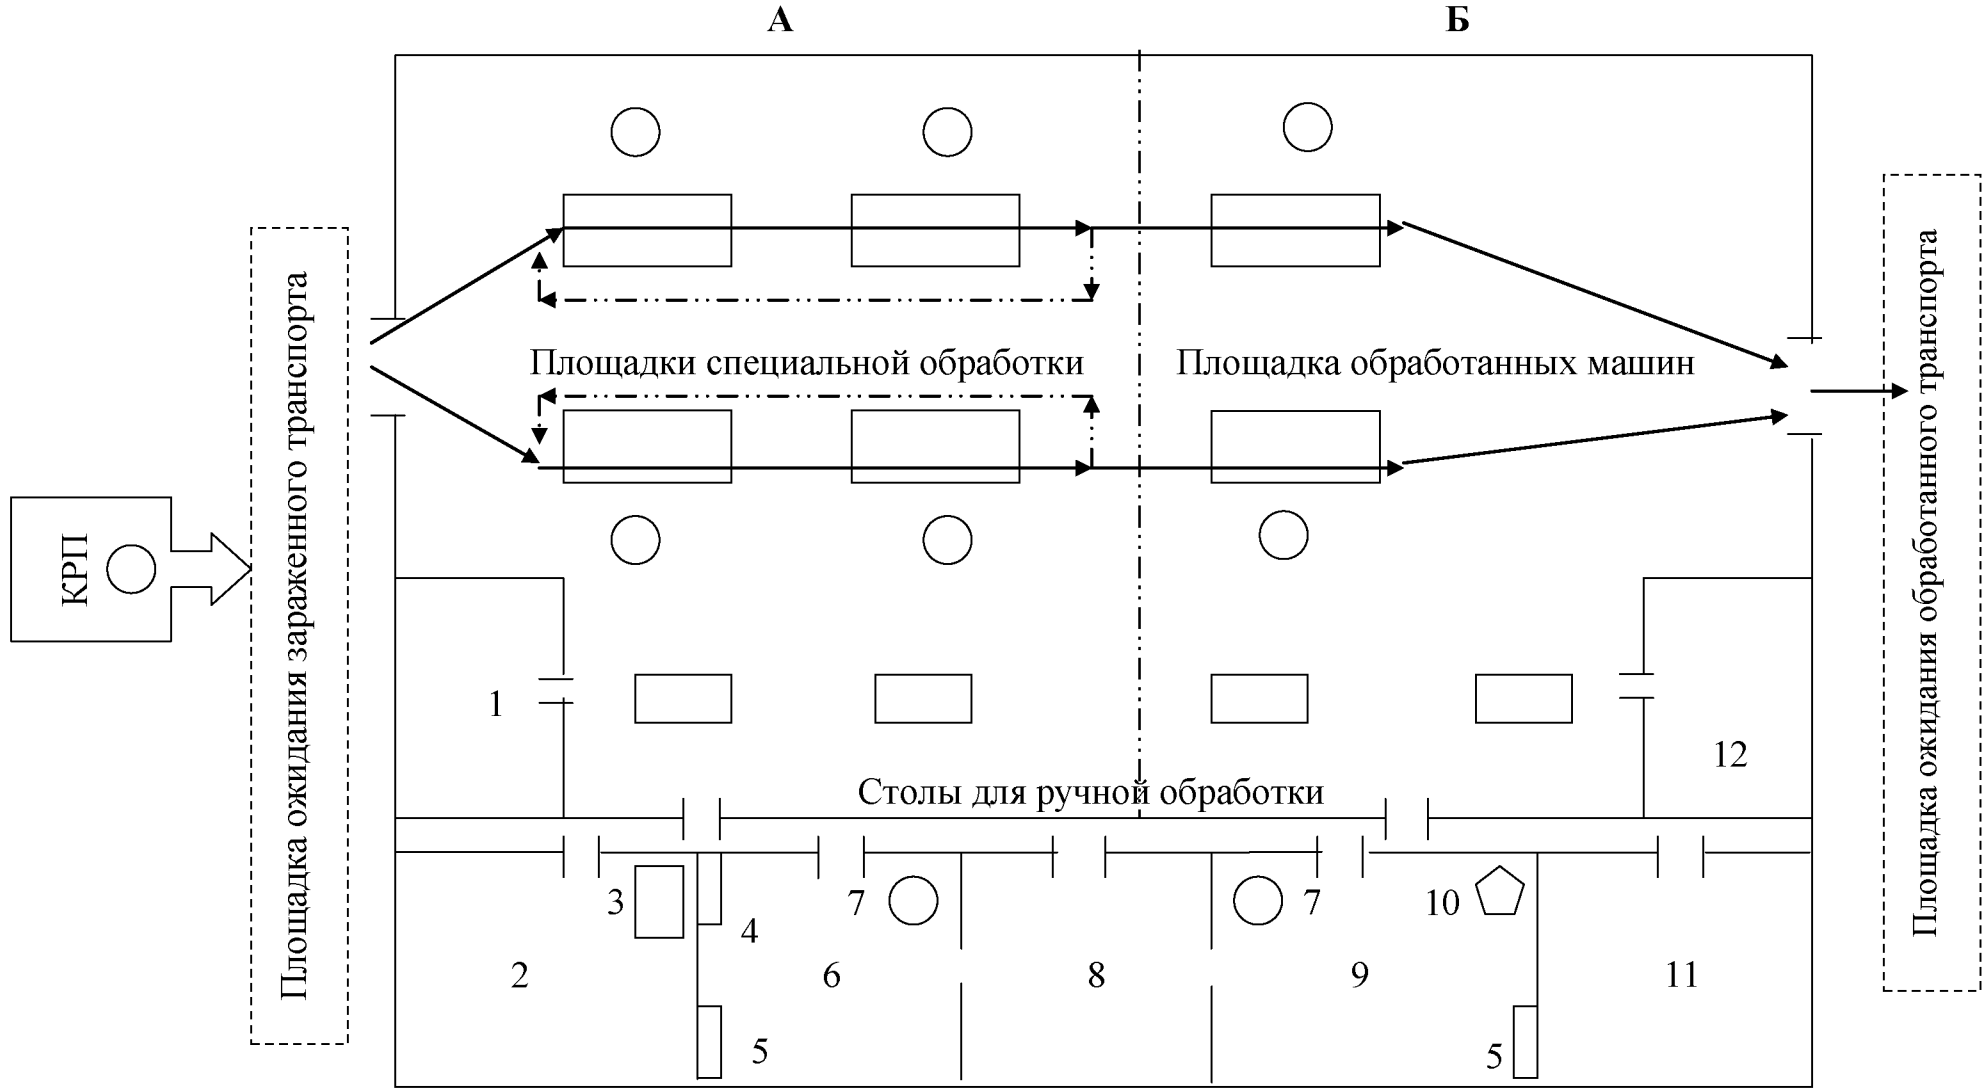 А Б
Площадка ожидания зараженного транспорта
Площадка ожидания обработанного транспорта
Площадки специальной обработки
Площадка обработанных машин
КРП
1
12
Столы для ручной обработки
3
4
7
7
10
2
6
8
9
11
5
5